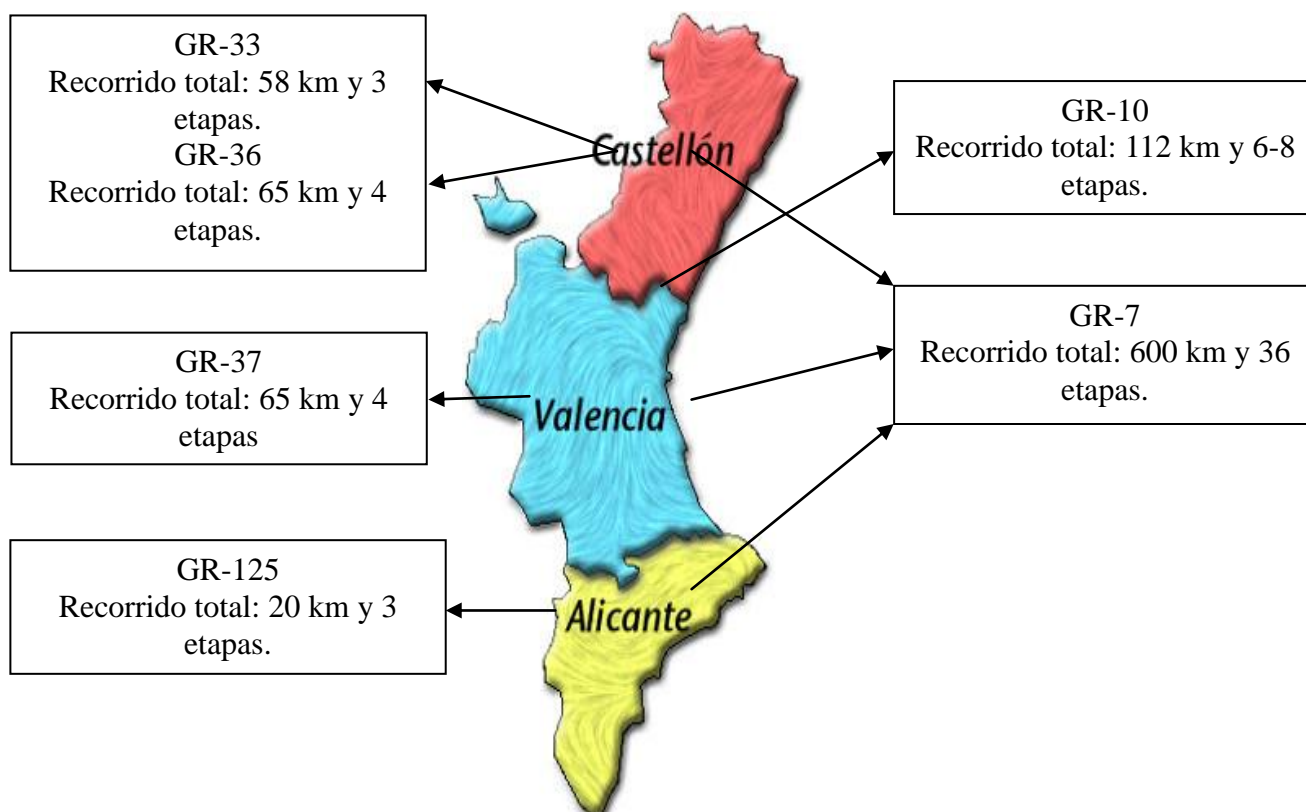 GR-33
Recorrido total: 58 km y 3
etapas.
GR-36
Recorrido total: 65 km y 4
etapas.
Castellón
GR-10
Recorrido total: 112 km y 6-8
etapas.
GR-7
Recorrido total: 600 km y 36
etapas.
GR-37
Recorrido total: 65 km y 4
etapas
Valencia
GR-125
Recorrido total: 20 km y 3
etapas.
Alicante